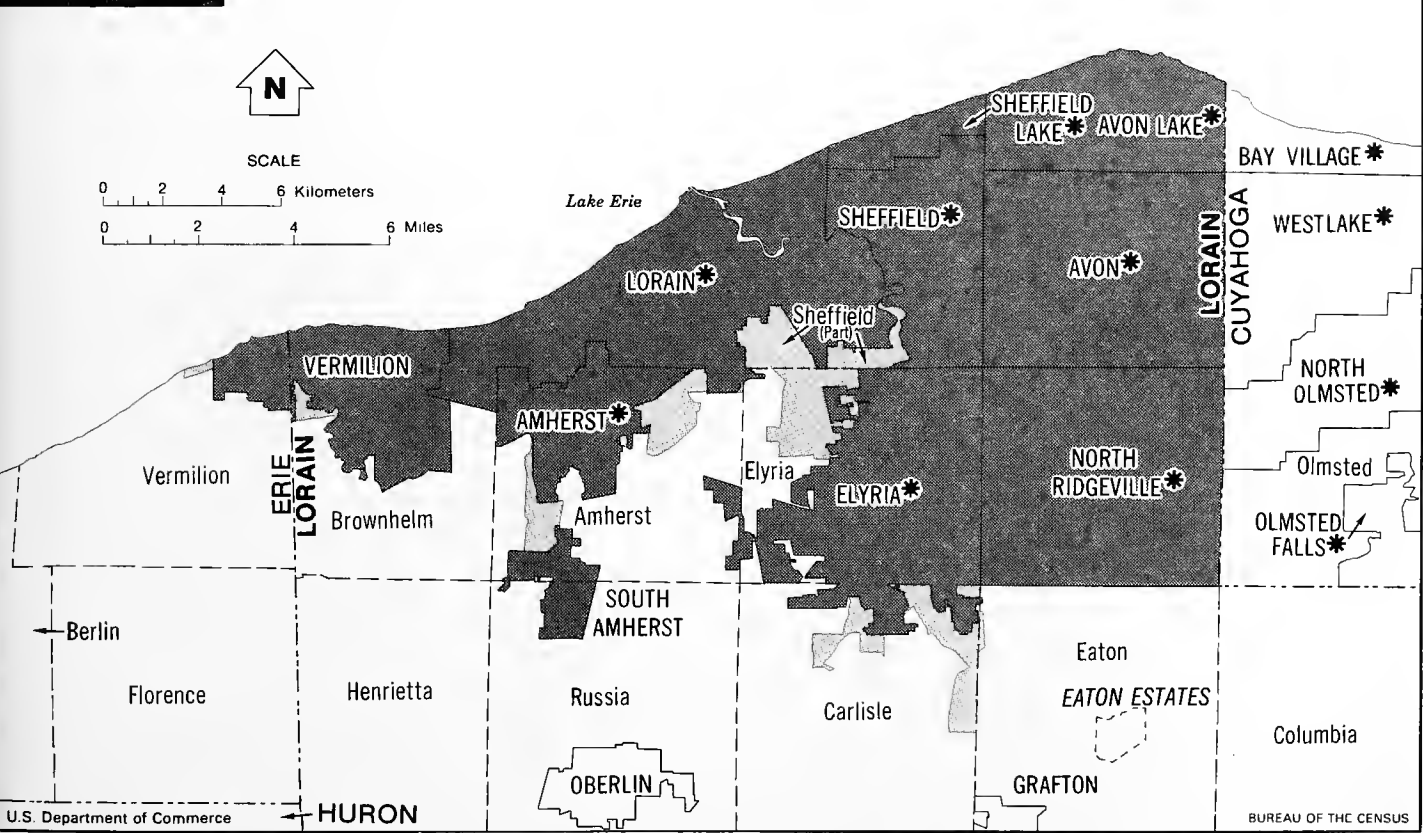 N
SCALE
0 2 4 6 Kilometers
0 2 4 6 Miles
Lake Erie
SHEFFIELD
LAKE*
AVON LAKE*
BAY VILLAGE*
SHEFFIELD*
WESTLAKE*
LORAIN
CUYAHOGA
LORAIN*
AVON*
Sheffield
(Part)
VERMILION
NORTH
OLMSTED*
AMHERST*
Vermilion
ERIE
LORAIN
Brownhelm
Amherst
Elyria
ELYRIA*
NORTH
RIDGEVILLE*
Olmsted
OLMSTED
FALLS*
SOUTH
AMHERST
Berlin
Florence
Henrietta
Russia
Carlisle
Eaton
EATON ESTATES
Columbia
OBERLIN
GRAFTON
U.S. Department of Commerce
HURON
BUREAU OF THE CENSUS